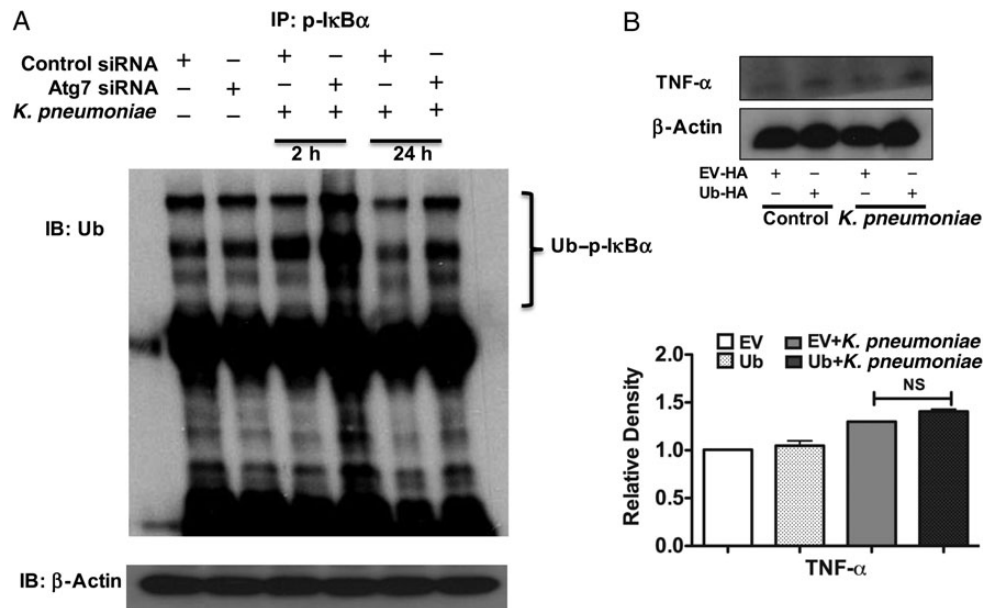 A
IP: p-IκBα
Control siRNA + – + – + –
Atg7 siRNA – + – + – +
K. pneumoniae – – + + + +
2 h 24 h
IB: Ub
Ub–p-IκBα
IB: β-Actin
B
TNF-α
β-Actin
EV-HA + – + –
Ub-HA – + – +
Control K. pneumoniae
EV EV+K. pneumoniae
Ub Ub+K. pneumoniae
NS
2.0
1.5
1.0
0.5
0.0
Relative Density
TNF-α